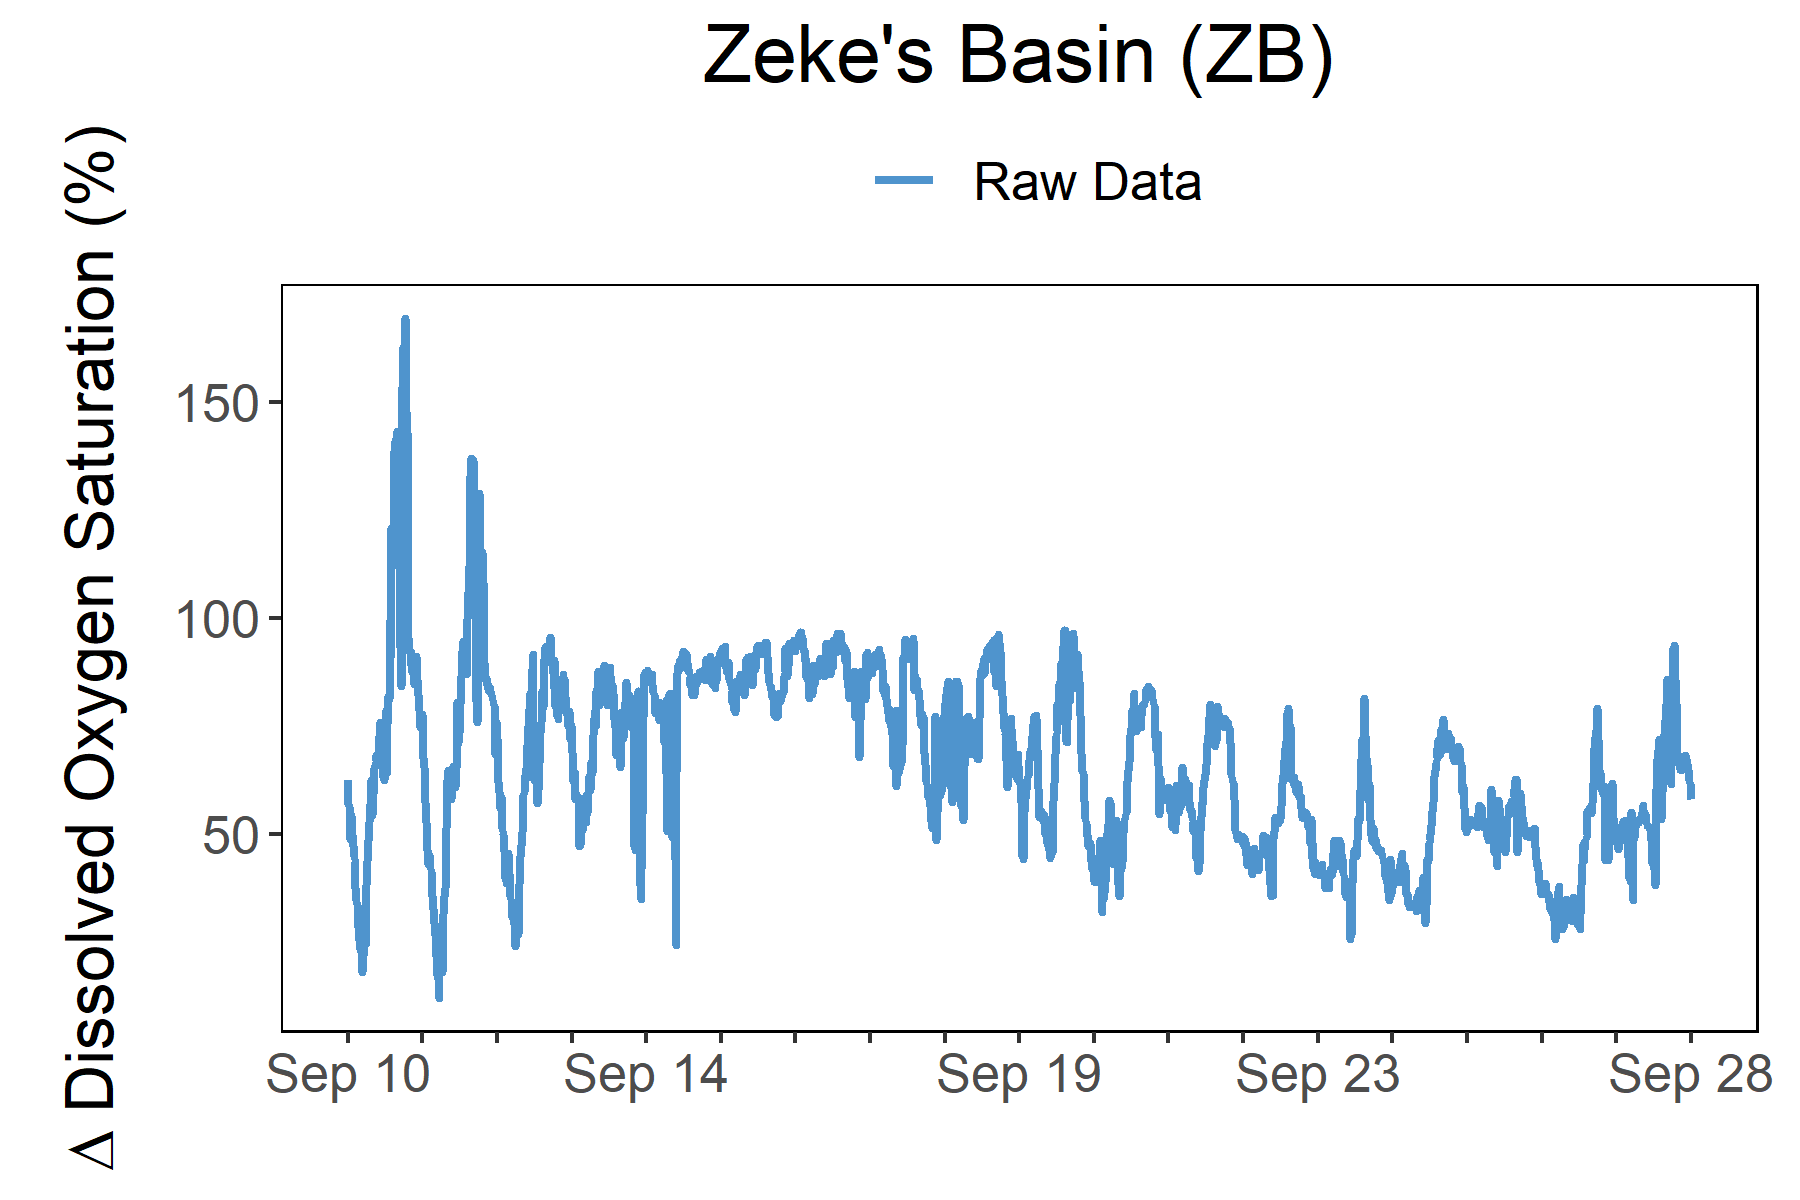 Zeke's Basin (ZB)
Raw Data
Δ Dissolved Oxygen Saturation (%)
150
100
50
Sep 10 Sep 14 Sep 19 Sep 23 Sep 28